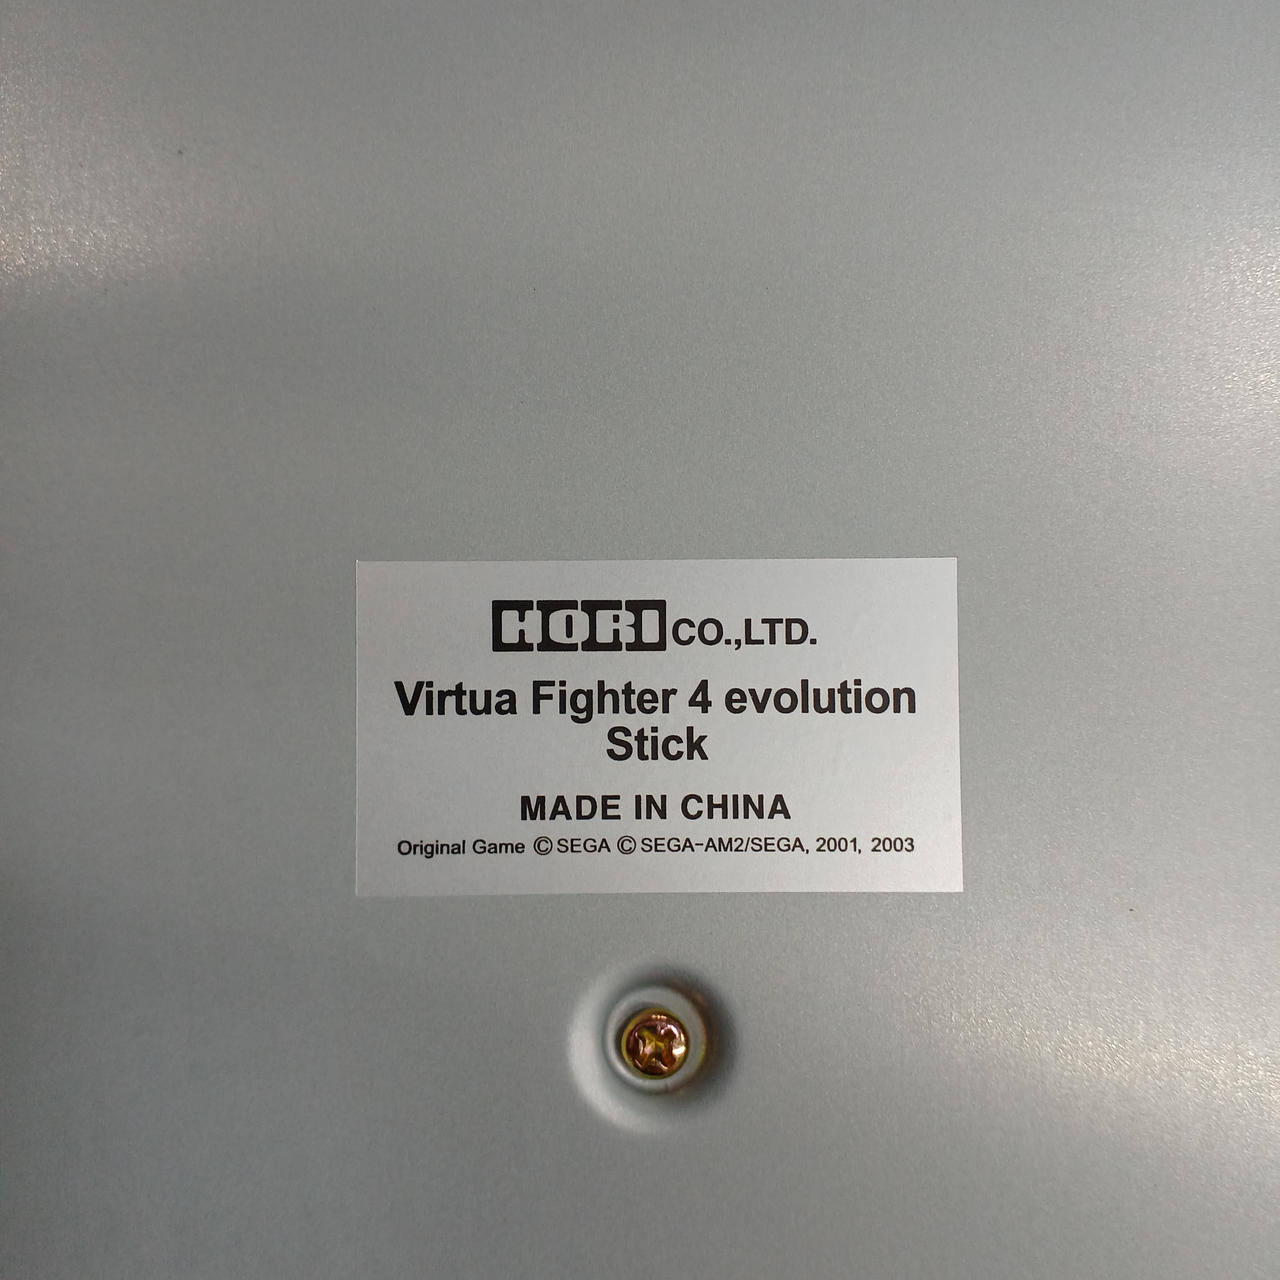 HORI CO.,LTD.
Virtua Fighter 4 evolution
Stick
MADE IN CHINA
Original Game ©SEGA ©SEGA-AM2/SEGA, 2001, 2003